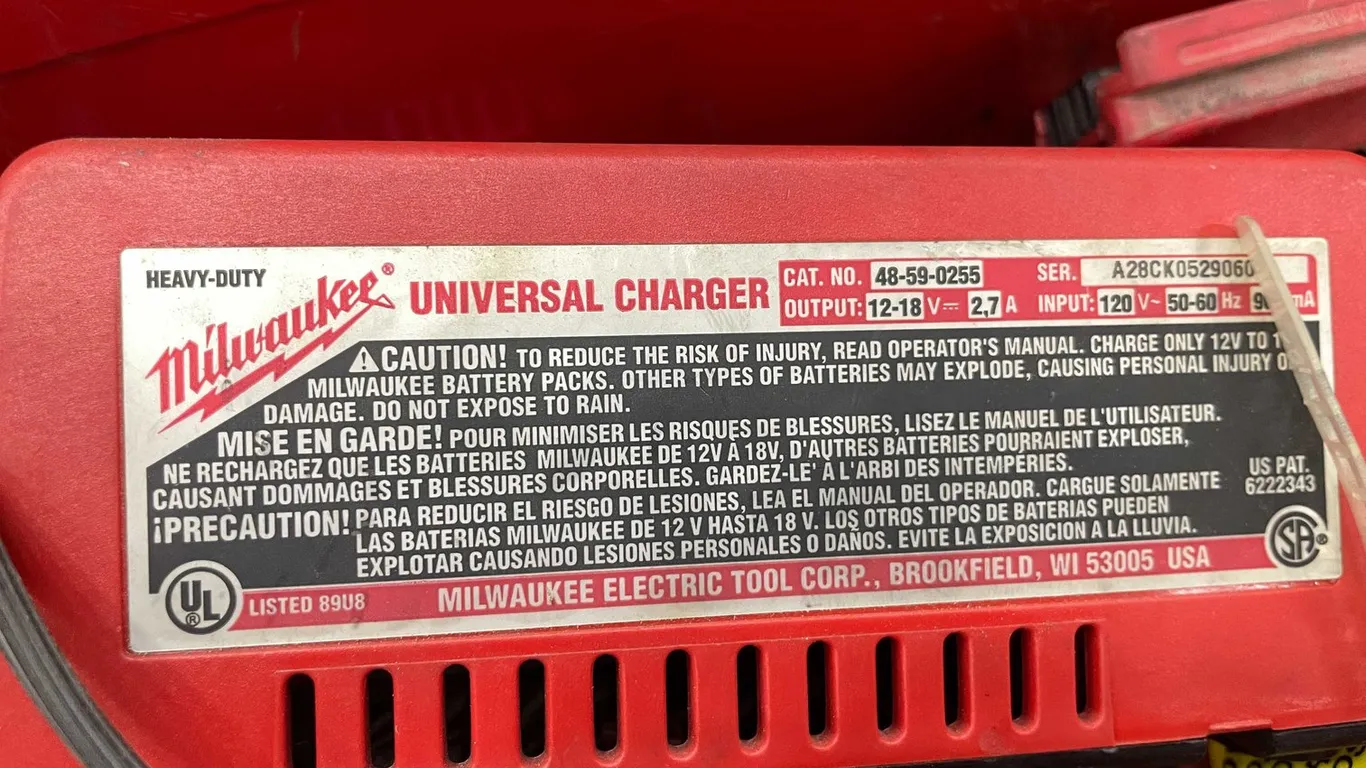 HEAVY-DUTY
Milwaukee®
UNIVERSAL CHARGER
CAT. NO. 48-59-0255 SER. A28CK0529060
OUTPUT: 12-18 V 2,7 A INPUT: 120 V~ 50-60 Hz mA
⚠CAUTION! TO REDUCE THE RISK OF INJURY, READ OPERATOR'S MANUAL. CHARGE ONLY 12V TO
MILWAUKEE BATTERY PACKS. OTHER TYPES OF BATTERIES MAY EXPLODE, CAUSING PERSONAL INJURY
DAMAGE. DO NOT EXPOSE TO RAIN.
MISE EN GARDE! POUR MINIMISER LES RISQUES DE BLESSURES, LISEZ LE MANUEL DE L'UTILISATEUR.
NE RECHARGEZ QUE LES BATTERIES MILWAUKEE DE 12V À 18V, D'AUTRES BATTERIES POURRAIENT EXPLOSER,
CAUSANT DOMMAGES ET BLESSURES CORPORELLES. GARDEZ-LE' À L'ARBI DES INTEMPÉRIES.
¡PRECAUTION! PARA REDUCIR EL RIESGO DE LESIONES, LEA EL MANUAL DEL OPERADOR. CARGUE SOLAMENTE
LAS BATERIAS MILWAUKEE DE 12 V HASTA 18 V. LOS OTROS TIPOS DE BATERIAS PUEDEN
EXPLOTAR CAUSANDO LESIONES PERSONALES O DAÑOS. EVITE LA EXPOSICION A LA LLUVIA.
US PAT.
6222343
UL® LISTED 89U8
MILWAUKEE ELECTRIC TOOL CORP., BROOKFIELD, WI 53005 USA
SA®